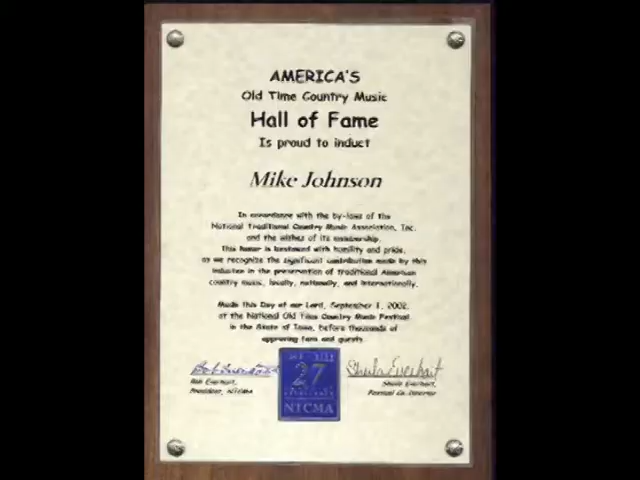 AMERICA'S
Old Time Country Music
Hall of Fame
Is proud to induct
Mike Johnson
In accordance with the by-laws of the
National Traditional Country Music Association, Inc.
and the wishes of its membership.
This honor is bestowed with humility and pride,
as we recognize the significant contribution made by this
inductee in the preservation of traditional American
country music, locally, nationally, and internationally.
Made this Day of our Lord, September 1, 2002,
at the National Old Time Country Music Festival
in the State of Iowa, before thousands of
approving fans and guests.
Bob Everhart Sheila Everhart
Bob Everhart,
President, NTCMA
Sheila Everhart,
Festival Co-Director
27
NTCMA